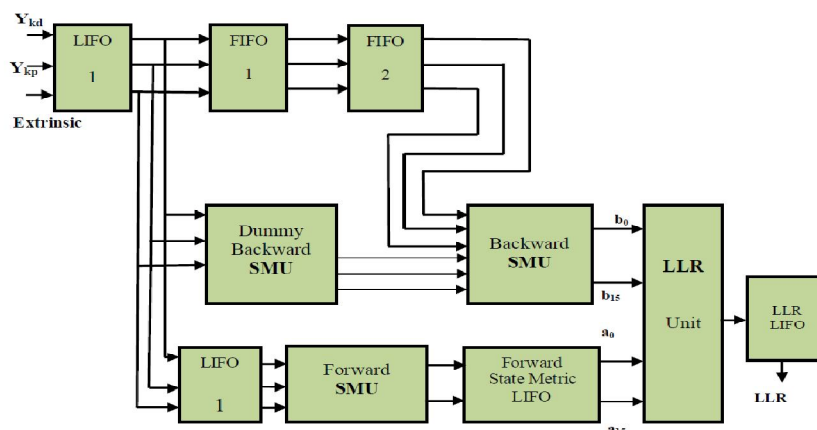 Ykd
Ykp
Extrinsic
LIFO
1
FIFO
1
FIFO
2
Dummy
Backward
SMU
Backward
SMU
b0
b15
LLR
Unit
a0
LLR
LIFO
LLR
LIFO
1
Forward
SMU
Forward
State Metric
LIFO